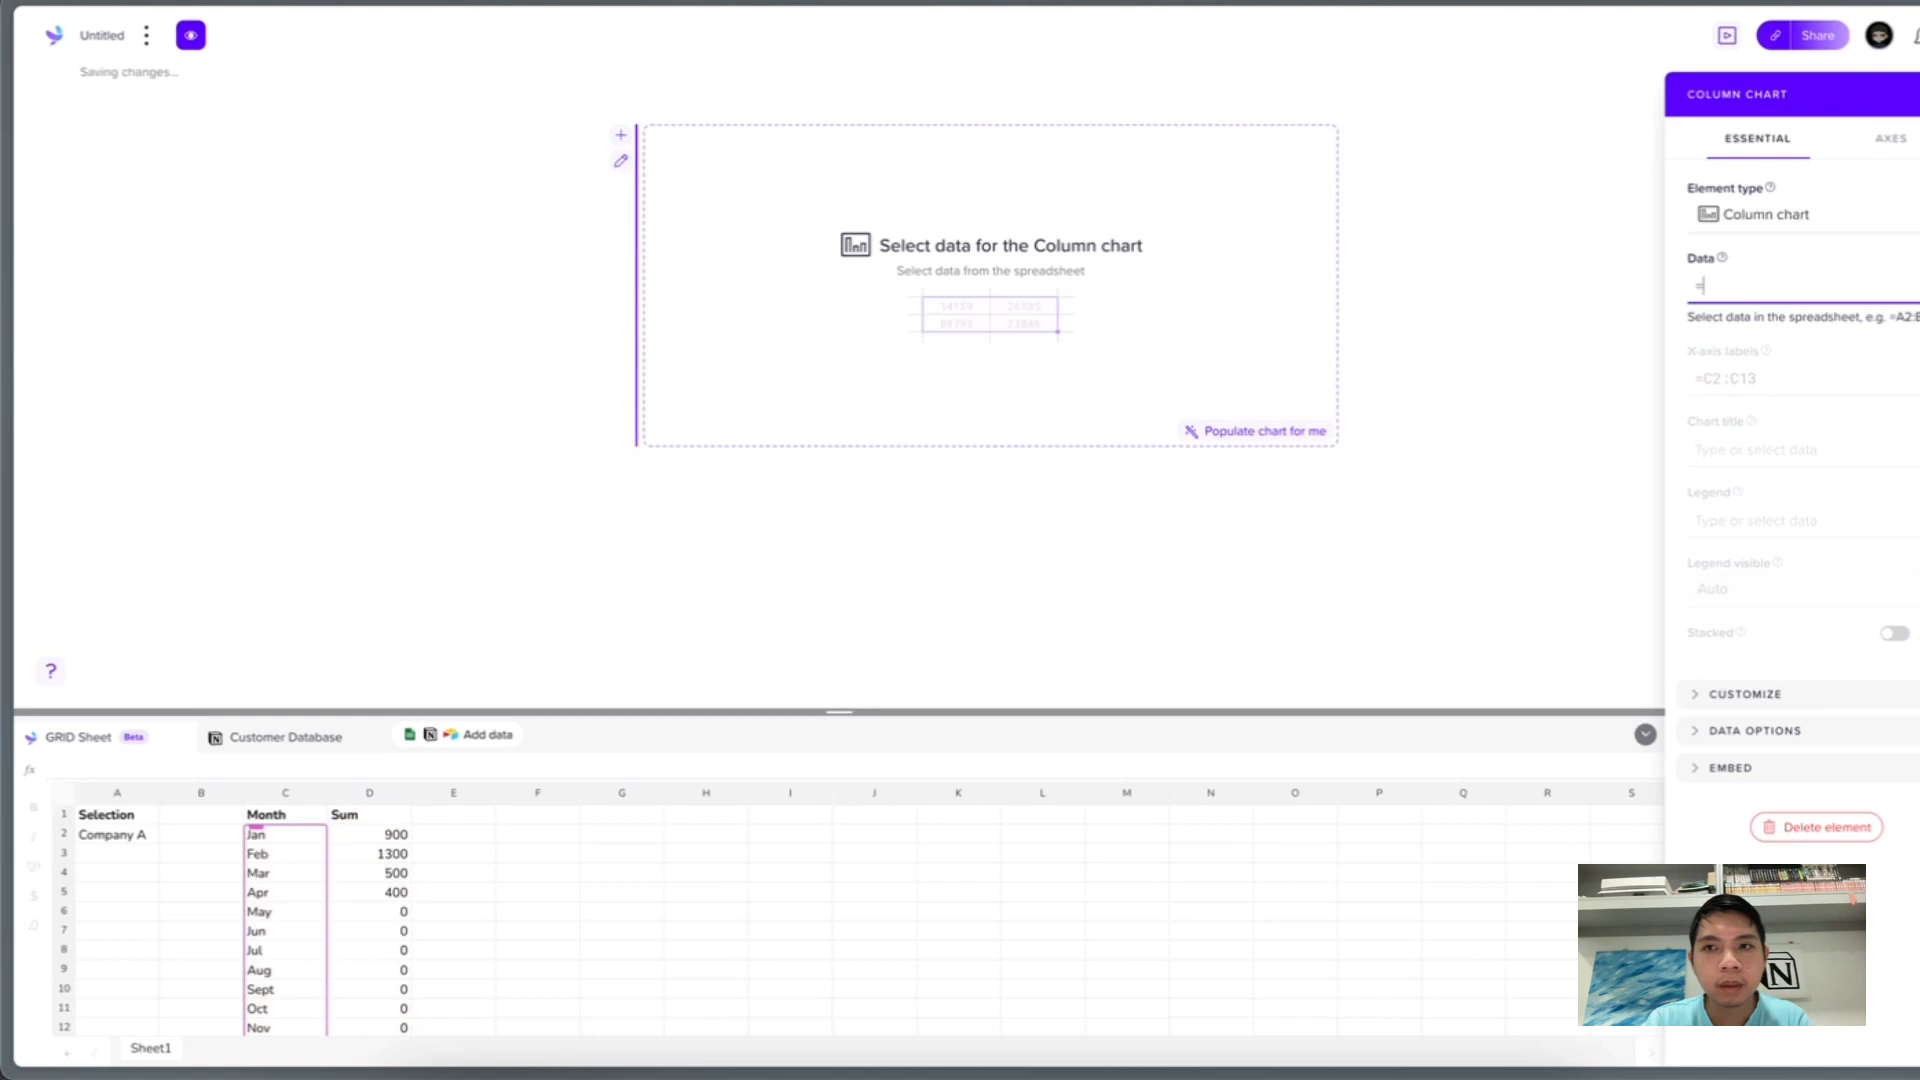 Untitled
Share
Saving changes...
COLUMN CHART
ESSENTIAL AXES
Element type
Column chart
Data
=
Select data in the spreadsheet, e.g. =A2:
X-axis labels
=C2:C13
Chart title
Type or select data
Legend
Type or select data
Legend visible
Auto
Stacked
CUSTOMIZE
DATA OPTIONS
EMBED
Delete element
Select data for the Column chart
Select data from the spreadsheet
14159 26535
89793 23846
Populate chart for me
?
GRID Sheet Beta Customer Database Add data
fx
A B C D E F G H I J K L M N O P Q R S
1 Selection Month Sum
2 Company A Jan 900
3 Feb 1300
4 Mar 500
5 Apr 400
6 May 0
7 Jun 0
8 Jul 0
9 Aug 0
10 Sept 0
11 Oct 0
12 Nov 0
Sheet1
N